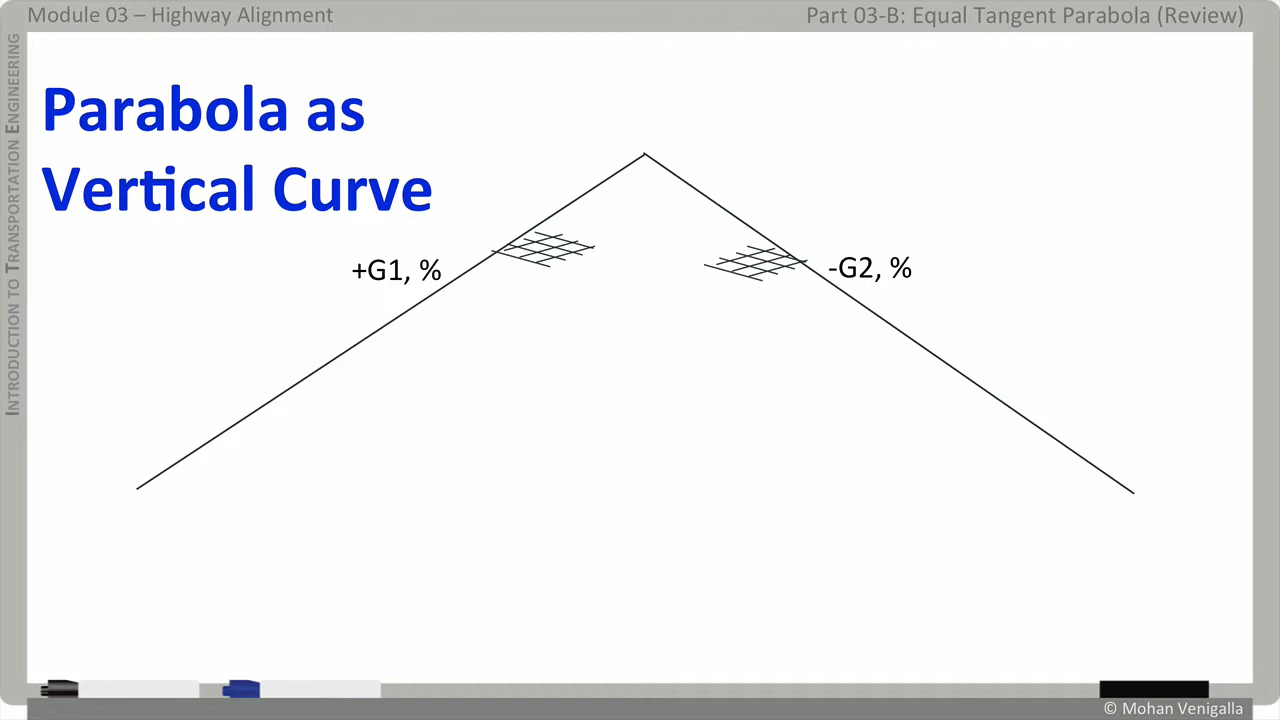 Module 03 – Highway Alignment
Part 03-B: Equal Tangent Parabola (Review)
INTRODUCTION TO TRANSPORTATION ENGINEERING
Parabola as
Vertical Curve
+G1, %
-G2, %
© Mohan Venigalla